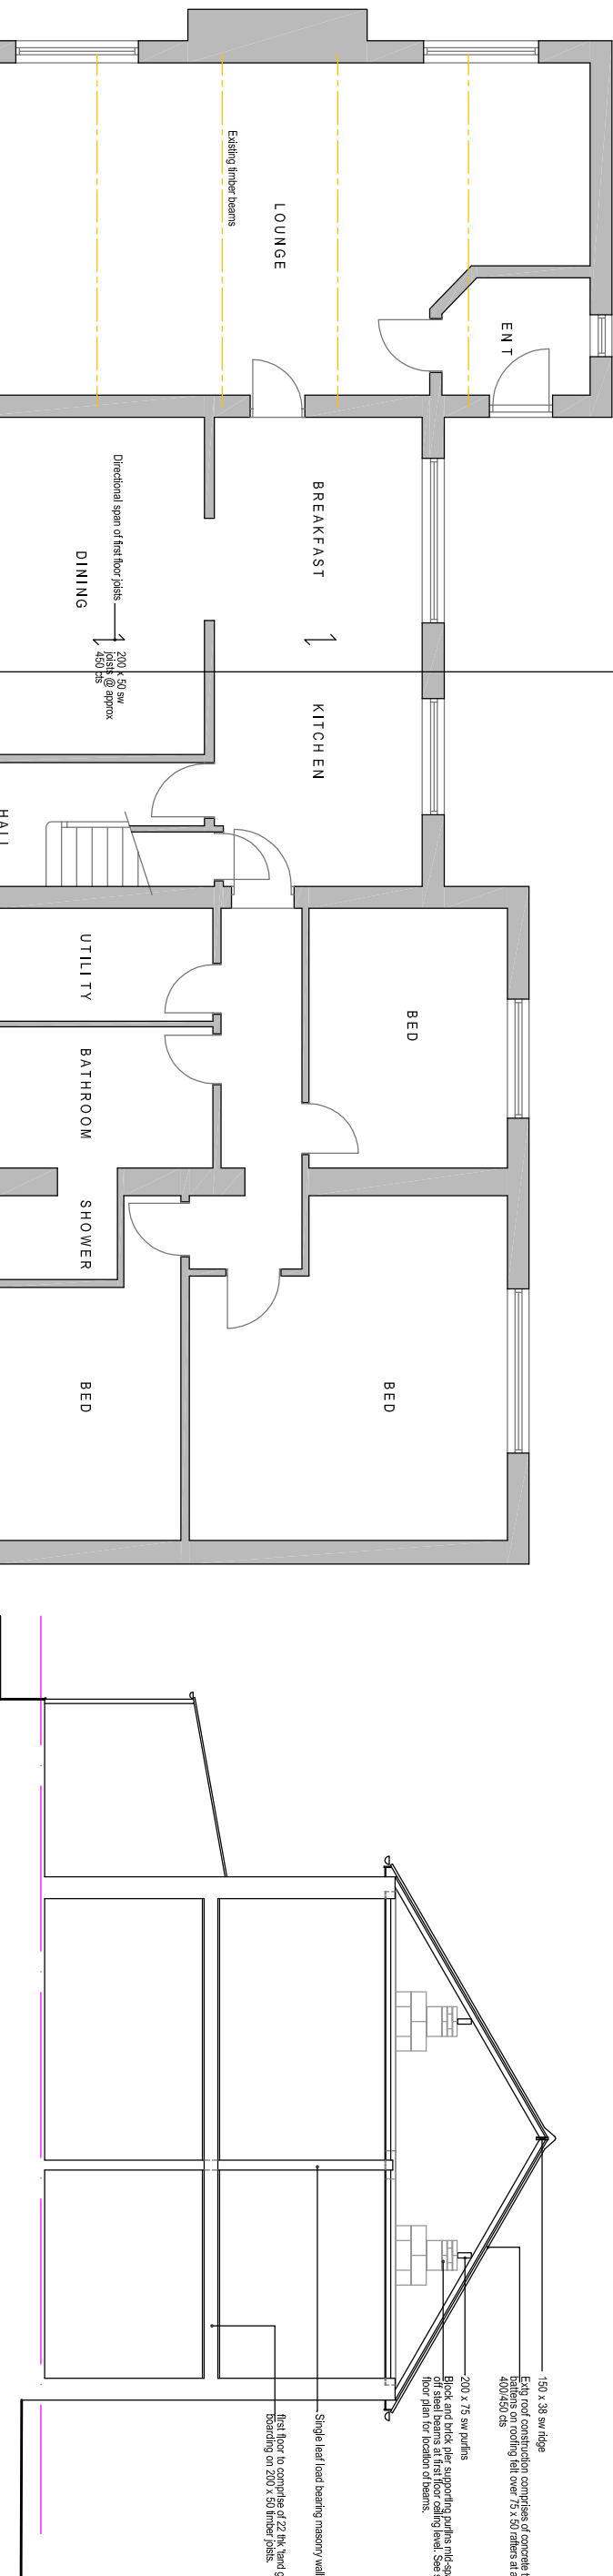 Existing timber beams
LOUNGE
ENT
BREAKFAST
Directional span of first floor joists
DINING
200 x 50 sw
joists @ approx
450 cts
KITCHEN
HALL
UTILITY
BED
BATHROOM
SHOWER
BED
BED
150 x 38 sw ridge
Extg roof construction comprises of concrete
battens on roofing felt over 75 x 50 rafters at
400/450 cts
200 x 75 sw purlins
Block and brick pier supporting purlins
off steel beams at first floor ceiling level. See
floor plan for location of beams.
Single leaf load bearing masonry wall
first floor to comprise of 22 thk
boarding on 200 x 50 timber joists.